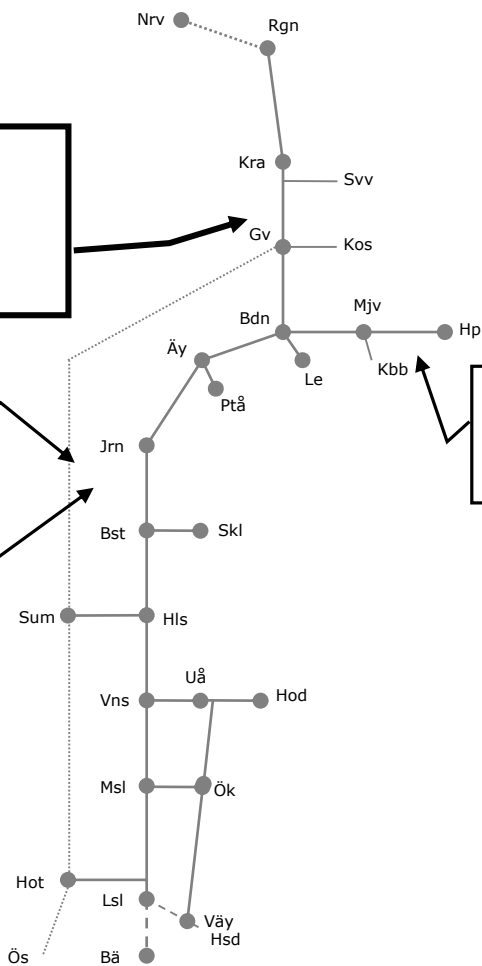 Nrv
Rgn
Kra
Svv
Gv
Kos
Bdn
Mjv
Hp
Äy
Le
Kbb
Ptå
Jrn
Bst
Skl
Sum
Hls
Uå
Vns
Hod
Msl
Ök
Hot
Lsl
Väy
Hsd
Ös
Bä